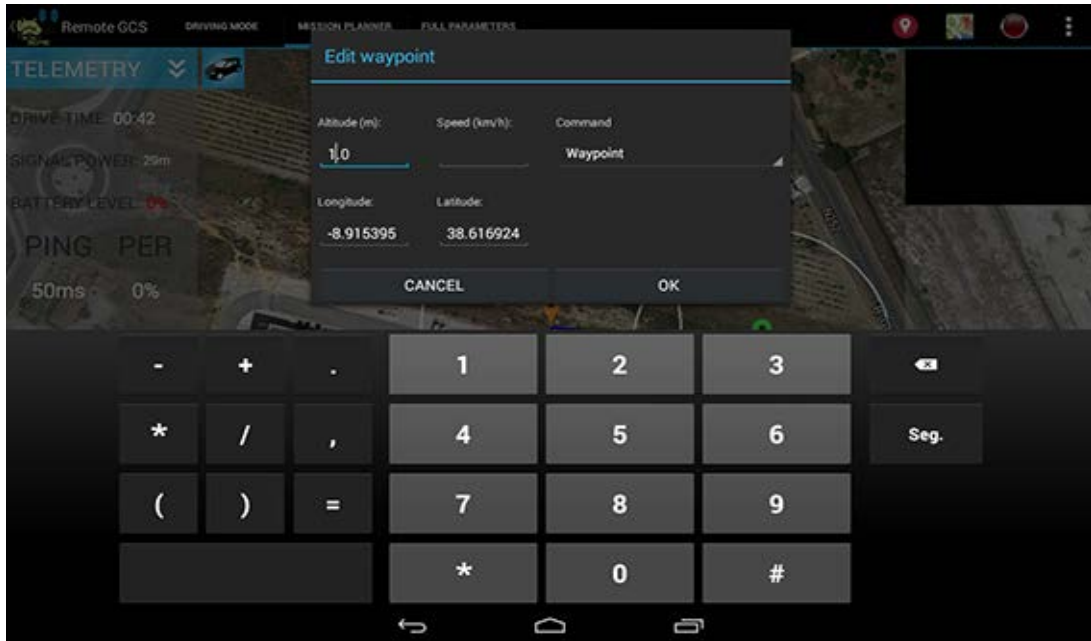 Remote GCS DRIVING MODE MISSION PLANNER FULL PARAMETERS
TELEMETRY
Edit waypoint
DRIVE TIME: 00:42
Altitude (m): Speed (km/h): Command
1.0 Waypoint
SIGNAL POWER: 29m
BATTERY LEVEL: 0%
Longitude: Latitude:
-8.915395 38.616924
PING PER
50ms 0%
CANCEL OK
- + . 1 2 3
* / , 4 5 6 Seg.
( ) = 7 8 9
* 0 #